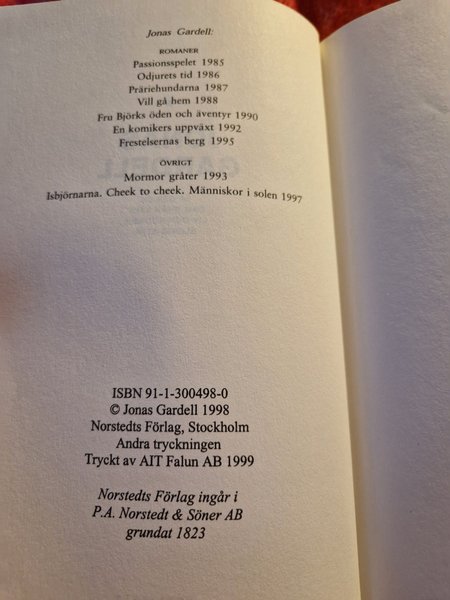 Jonas Gardell:
ROMANER
Passionsspelet 1985
Odjurets tid 1986
Präriehundarna 1987
Vill gå hem 1988
Fru Björks öden och äventyr 1990
En komikers uppväxt 1992
Frestelsernas berg 1995
ÖVRIGT
Mormor gråter 1993
Isbjörnarna. Cheek to cheek. Människor i solen 1997
ISBN 91-1-300498-0
© Jonas Gardell 1998
Norstedts Förlag, Stockholm
Andra tryckningen
Tryckt av AIT Falun AB 1999
Norstedts Förlag ingår i
P.A. Norstedt & Söner AB
grundat 1823